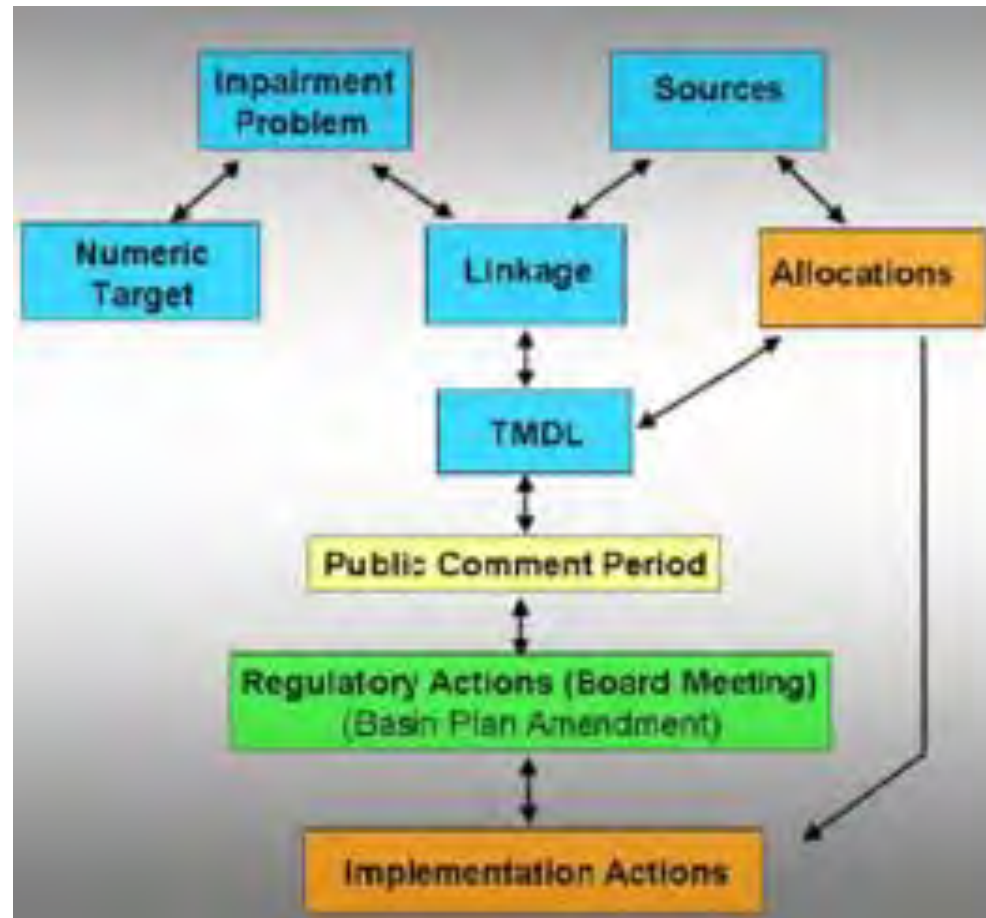 Impairment
Problem
Sources
Numeric
Target
Linkage
Allocations
TMDL
Public Comment Period
Regulatory Actions (Board Meeting)
(Basin Plan Amendment)
Implementation Actions